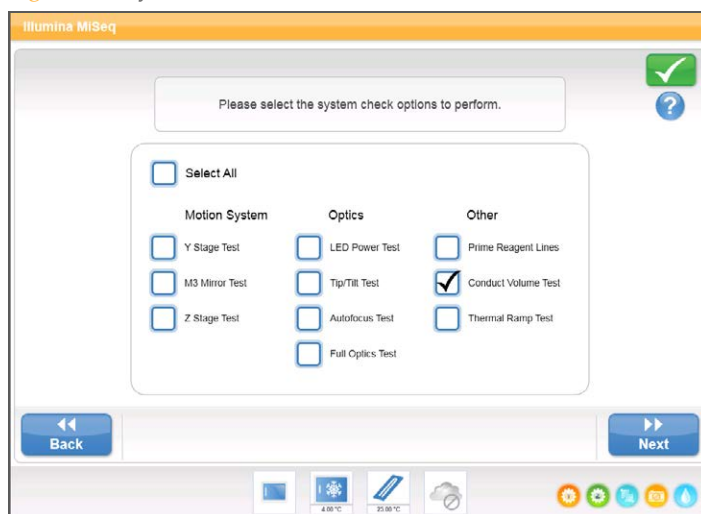 Illumina MiSeq
Please select the system check options to perform.
Select All
Motion System
Optics
Other
Y Stage Test
LED Power Test
Prime Reagent Lines
M3 Mirror Test
Tip/Tilt Test
Conduct Volume Test
Z Stage Test
Autofocus Test
Thermal Ramp Test
Full Optics Test
Back
Next
4.00 °C
23.00 °C